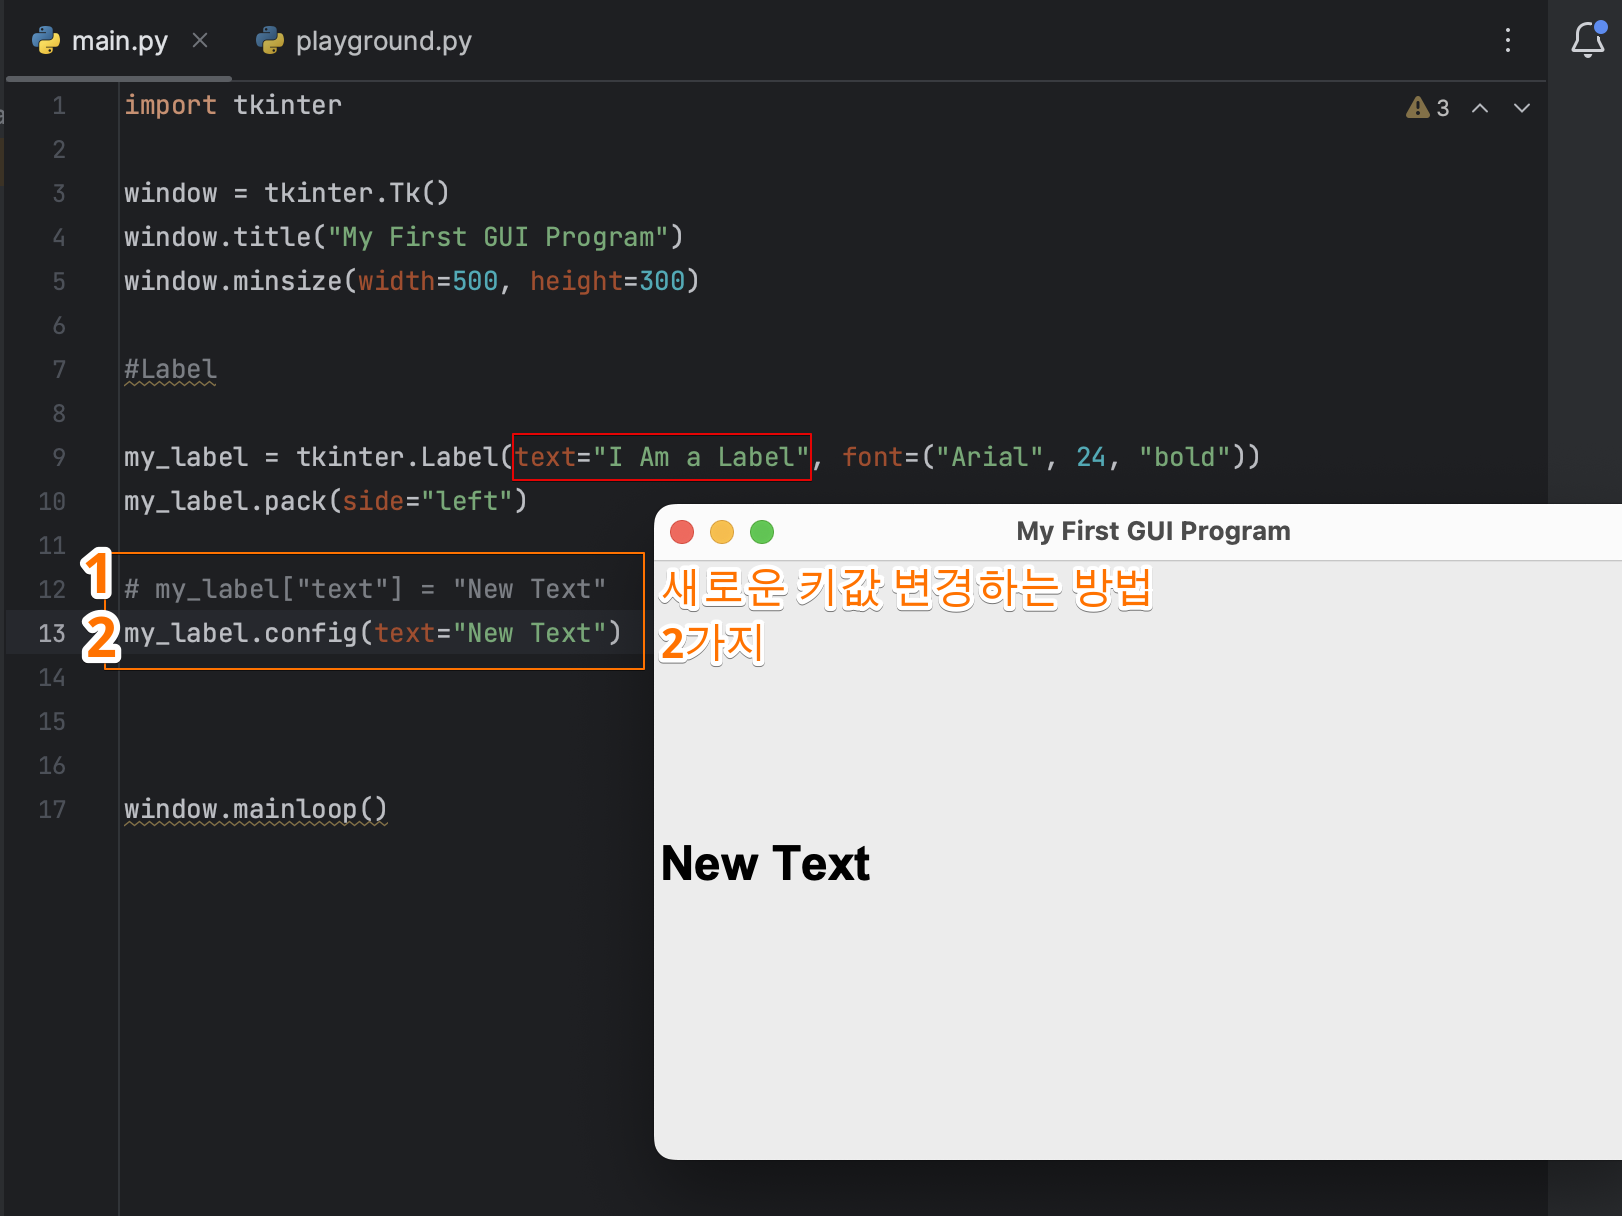 main.py
playground.py
3
1 import tkinter
2
3 window = tkinter.Tk()
4 window.title("My First GUI Program")
5 window.minsize(width=500, height=300)
6
7 #Label
8
9 my_label = tkinter.Label(text="I Am a Label", font=("Arial", 24, "bold"))
10 my_label.pack(side="left")
11
1
12 # my_label["text"] = "New Text"
2
13 my_label.config(text="New Text")
14
15
16
17 window.mainloop()
My First GUI Program
새로운 키값 변경하는 방법
2가지
New Text